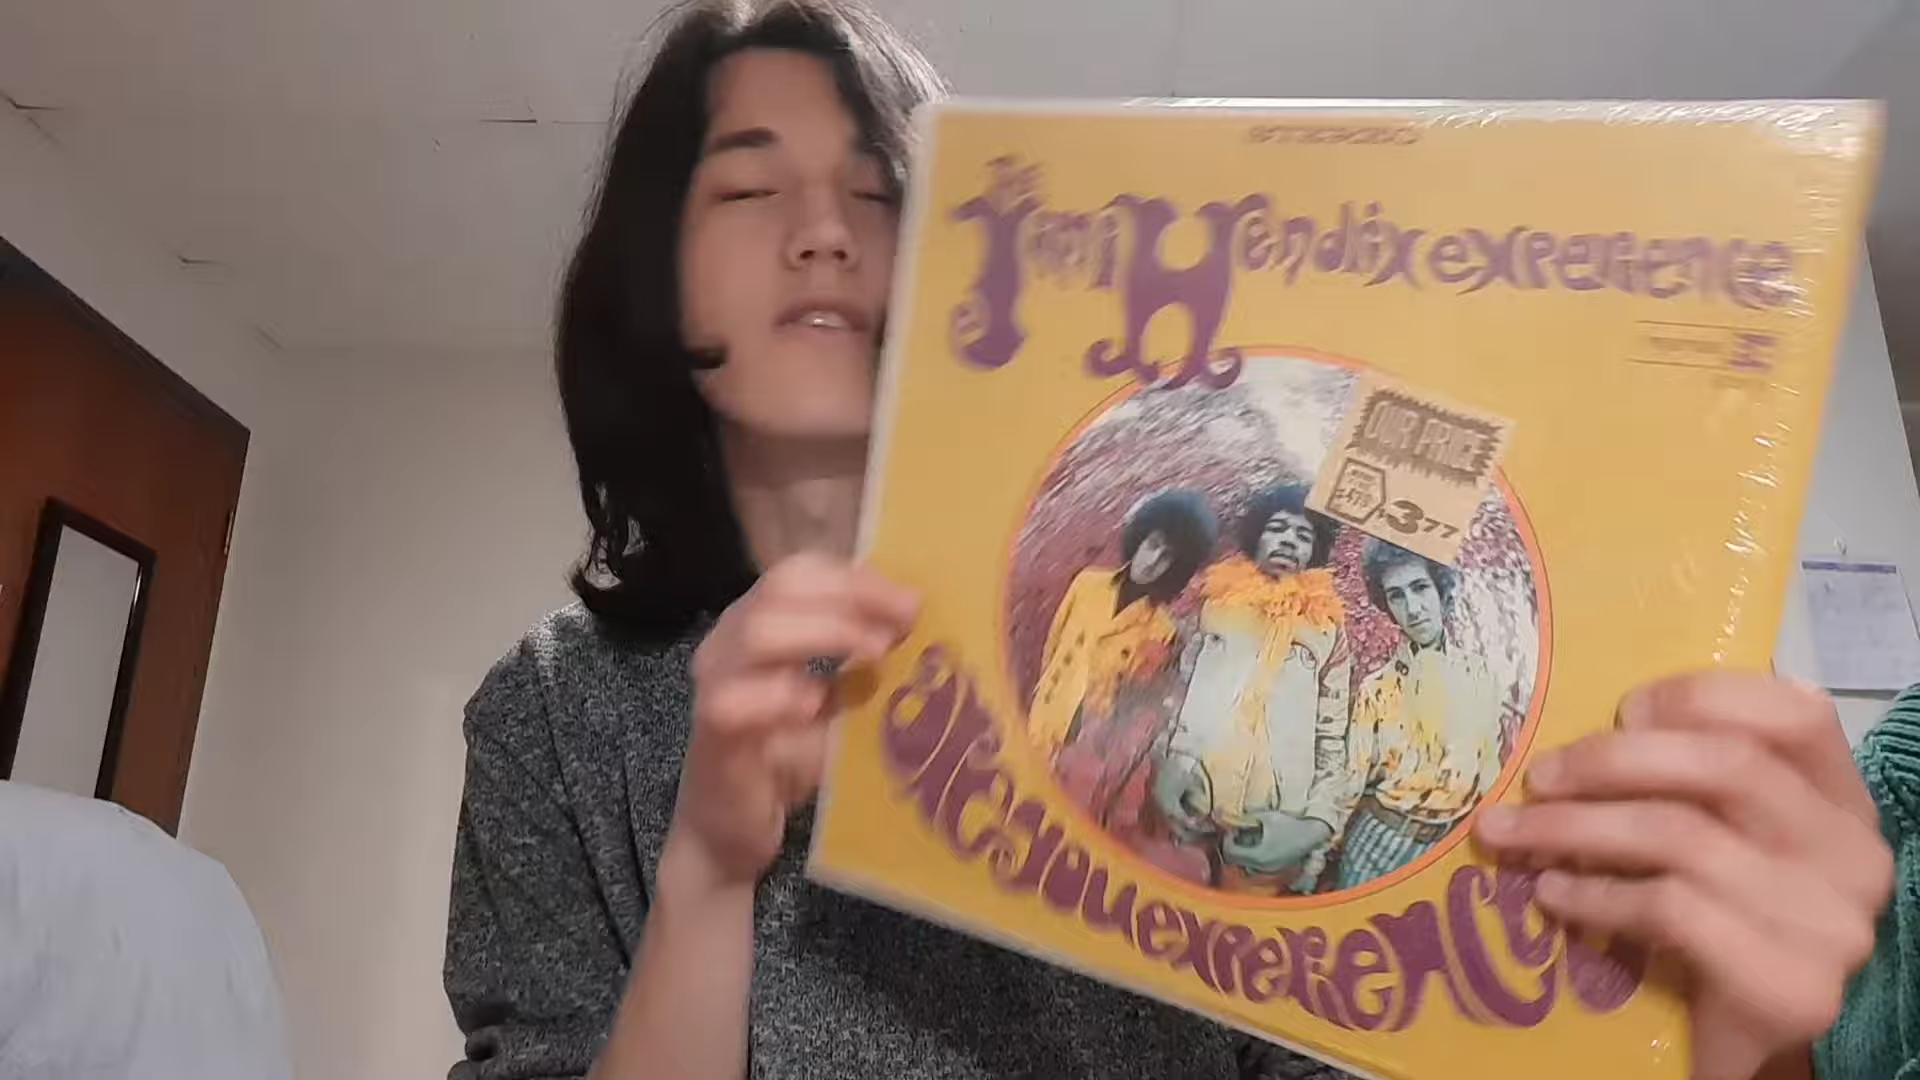 STEREO
The
Jimi Hendrix experience
OUR PRICE
$3.77
are you experienced